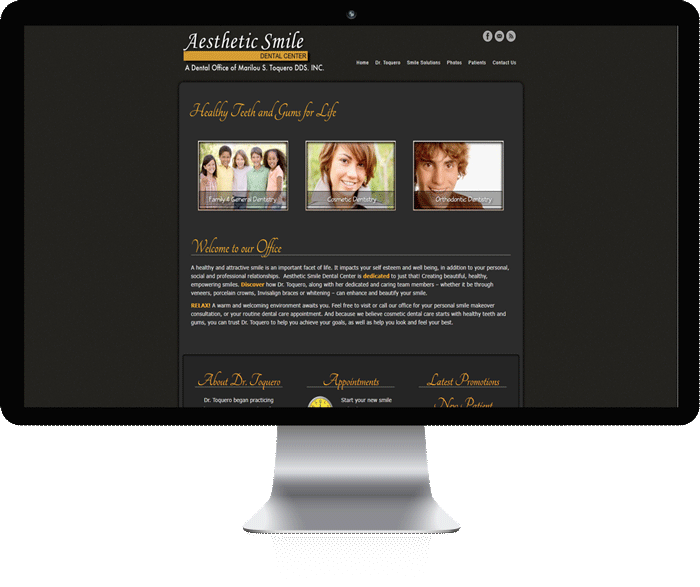 Aesthetic Smile
DENTAL CENTER
A Dental Office of Marilou S. Toquero DDS. INC.
Home Dr. Toquero Smile Solutions Photos Patients Contact Us
Healthy Teeth and Gums for Life
Family & General Dentistry
Cosmetic Dentistry
Orthodontic Dentistry
Welcome to our Office
A healthy and attractive smile is an important facet of life. It impacts your self esteem and well being, in addition to your personal,
social and professional relationships. Aesthetic Smile Dental Center is dedicated to just that! Creating beautiful, healthy,
empowering smiles. Discover how Dr. Toquero, along with her dedicated and caring team members – whether it be through
veneers, porcelain crowns, Invisalign braces or whitening – can enhance and beautify your smile.
RELAX! A warm and welcoming environment awaits you. Feel free to visit or call our office for your personal smile makeover
consultation, or your routine dental care appointment. And because we believe cosmetic dental care starts with healthy teeth and
gums, you can trust Dr. Toquero to help you achieve your goals, as well as help you look and feel your best.
About Dr. Toquero
Dr. Toquero began practicing
Appointments
Start your new smile
Latest Promotions
New Patient